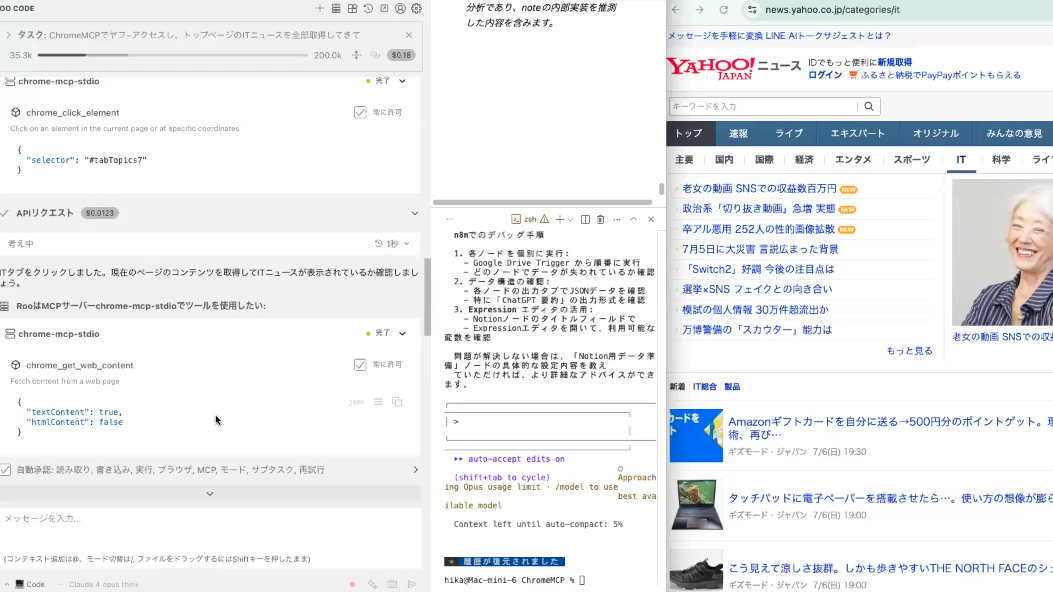 OO CODE
タスク: ChromeMCPでヤフ–アクセスし、トップページのITニュースを全部取得してきて
35.3k
200.0k
$0.18
chrome-mcp-stdio
完了
chrome_click_element
常に許可
Click on an element in the current page or at specific coordinates
{
"selector": "#tabTopics7"
}
APIリクエスト
$0.0123
考え中
1秒
ITタブをクリックしました。現在のページのコンテンツを取得してITニュースが表示されているか確認しまし
ょう。
RooはMCPサーバーchrome-mcp-stdioでツールを使用したい:
chrome-mcp-stdio
完了
chrome_get_web_content
常に許可
Fetch content from a web page
JSON
{
"textContent": true,
"htmlContent": false
}
自動承認: 読み取り, 書き込み, 実行, ブラウザ, MCP, モード, サブタスク, 再試行
メッセージを入力...
(コンテキスト追加は@、モード切替は/, ファイルをドラッグするにはShiftキーを押したまま)
Code
Claude 4 opus think
分析であり、noteの内部実装を推測
した内容を含みます。
zsh
n8nでのデバッグ手順
1. 各ノードを個別に実行:
– Google Drive Trigger から順番に実行
– どのノードでデータが失われているか確認
2. データ構造の確認:
– 各ノードの出力タブでJSONデータを確認
– 特に「ChatGPT 要約」の出力形式を確認
3. Expression エディタの活用:
– Notionノードのタイトルフィールドで
– Expressionエディタを開いて、利用可能な
変数を確認
問題が解決しない場合は、「Notion用データ準
備」ノードの具体的な設定内容を教え
ていただければ、より詳細なアドバイスができ
ます。
>
auto-accept edits on
(shift+tab to cycle)
Approach
ing Opus usage limit · /model to use
best ava
ilable model
Context left until auto-compact: 5%
* 履歴が復元されました
hika@Mac-mini-6 ChromeMCP %
news.yahoo.co.jp/categories/it
メッセージを手軽に変換 LINE AIトークサジェストとは?
YAHOO!
JAPAN
ニュース
IDでもっと便利に新規取得
ログイン
ふるさと納税でPayPayポイントもらえる
キーワードを入力
トップ
速報
ライブ
エキスパート
オリジナル
みんなの意見
主要
国内
国際
経済
エンタメ
スポーツ
IT
科学
ライ
老女の動画 SNSでの収益数百万円 NEW
政治系「切り抜き動画」急増 実態 NEW
卒アル悪用 252人の性的画像拡散 NEW
7月5日に大災害 言説広まった背景
「Switch2」好調 今後の注目点は
選挙×SNS フェイクとの向き合い
模試の個人情報 30万件超流出か
万博警備の「スカウター」能力は
もっと見る
老女の動画 SNSでの収
新着
IT総合
製品
Amazonギフトカードを自分に送る→500円分のポイントゲット。現
術、再び…
ギズモード・ジャパン 7/6(日) 19:30
タッチパッドに電子ペーパーを搭載させたら…。使い方の想像が膨ら
ギズモード・ジャパン 7/6(日) 19:00
こう見えて涼しさ抜群。しかも歩きやすいTHE NORTH FACEのシュ
ギズモード・ジャパン 7/6(日) 19:00